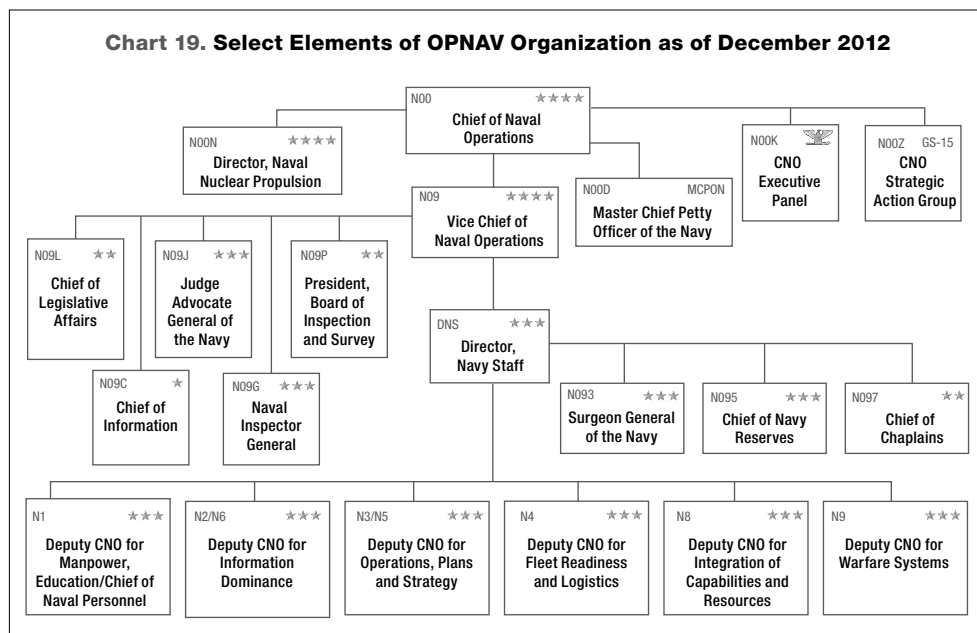 Chart 19. Select Elements of OPNAV Organization as of December 2012
N00
Chief of Naval
Operations
N00N
Director, Naval
Nuclear Propulsion
N00K
CNO
Executive
Panel
N00Z GS-15
CNO
Strategic
Action Group
N00D MCPON
Master Chief Petty
Officer of the Navy
N09
Vice Chief of
Naval Operations
N09L
Chief of
Legislative
Affairs
N09J
Judge
Advocate
General of
the Navy
N09P
President,
Board of
Inspection
and Survey
N09C
Chief of
Information
N09G
Naval
Inspector
General
DNS
Director,
Navy Staff
N093
Surgeon General
of the Navy
N095
Chief of Navy
Reserves
N097
Chief of
Chaplains
N1
Deputy CNO for
Manpower,
Education/Chief of
Naval Personnel
N2/N6
Deputy CNO for
Information
Dominance
N3/N5
Deputy CNO for
Operations, Plans
and Strategy
N4
Deputy CNO for
Fleet Readiness
and Logistics
N8
Deputy CNO for
Integration of
Capabilities and
Resources
N9
Deputy CNO for
Warfare Systems